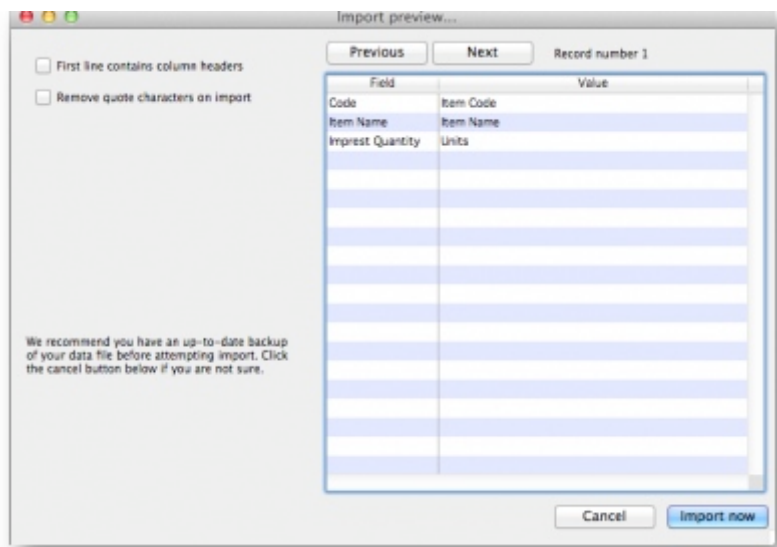 Import preview...
First line contains column headers
Remove quote characters on import
Previous Next Record number 1
Field Value
Code Item Code
Item Name Item Name
Imprest Quantity Units
We recommend you have an up-to-date backup
of your data file before attempting import. Click
the cancel button below if you are not sure.
Cancel Import now